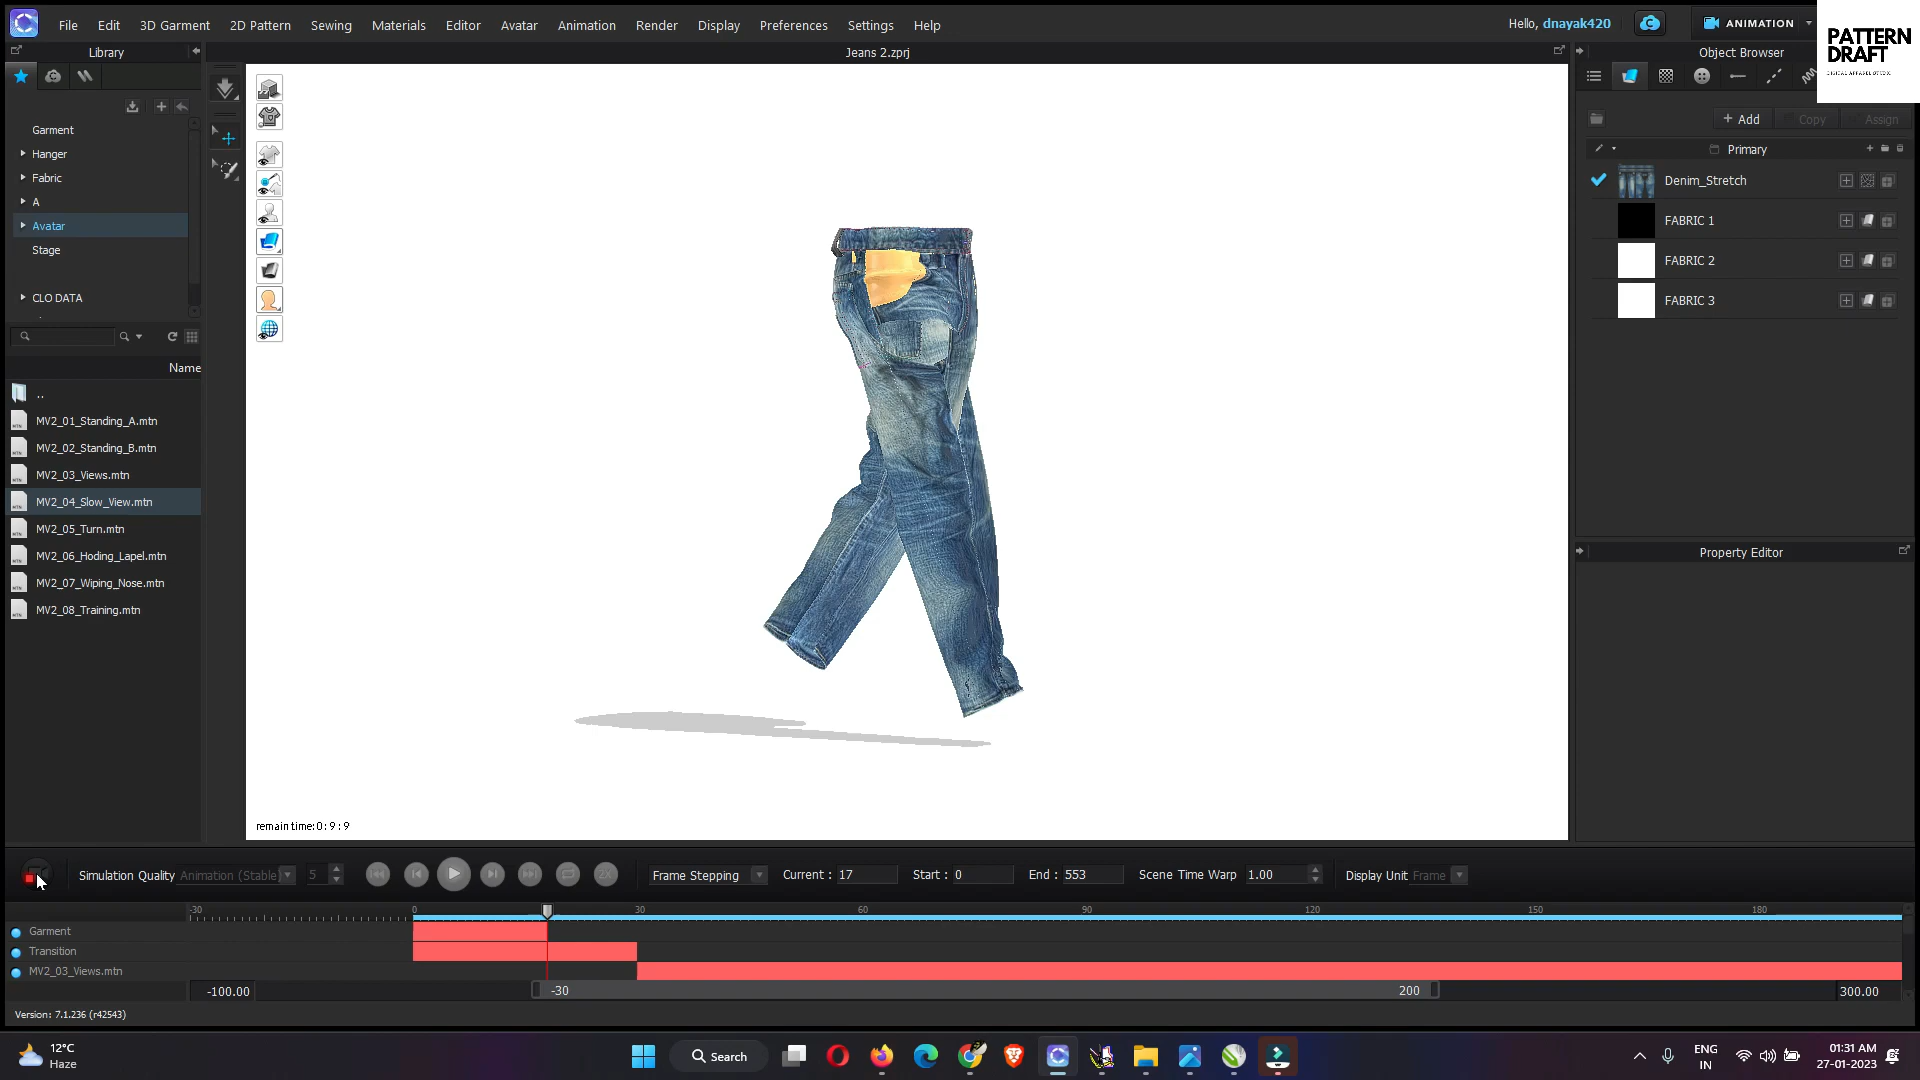 File Edit 3D Garment 2D Pattern Sewing Materials Editor Avatar Animation Render Display Preferences Settings Help
Hello, dnayak420
ANIMATION
PATTERN
DRAFT
DIGITAL APPAREL STUDIO
Library
Jeans 2.zprj
Object Browser
Garment
Hanger
Fabric
A
Avatar
Stage
CLO DATA
Name
..
MV2_01_Standing_A.mtn
MV2_02_Standing_B.mtn
MV2_03_Views.mtn
MV2_04_Slow_View.mtn
MV2_05_Turn.mtn
MV2_06_Hoding_Lapel.mtn
MV2_07_Wiping_Nose.mtn
MV2_08_Training.mtn
+ Add Copy Assign
Primary
Denim_Stretch
FABRIC 1
FABRIC 2
FABRIC 3
Property Editor
remain time: 0 : 9 : 9
Simulation Quality Animation (Stable) 5
2X
Frame Stepping
Current : 17
Start : 0
End : 553
Scene Time Warp 1.00
Display Unit Frame
-30 0 30 60 90 120 150 180
Garment
Transition
MV2_03_Views.mtn
-100.00 -30 200 300.00
Version: 7.1.236 (r42543)
12°C
Haze
Search
ENG
IN
01:31 AM
27-01-2023